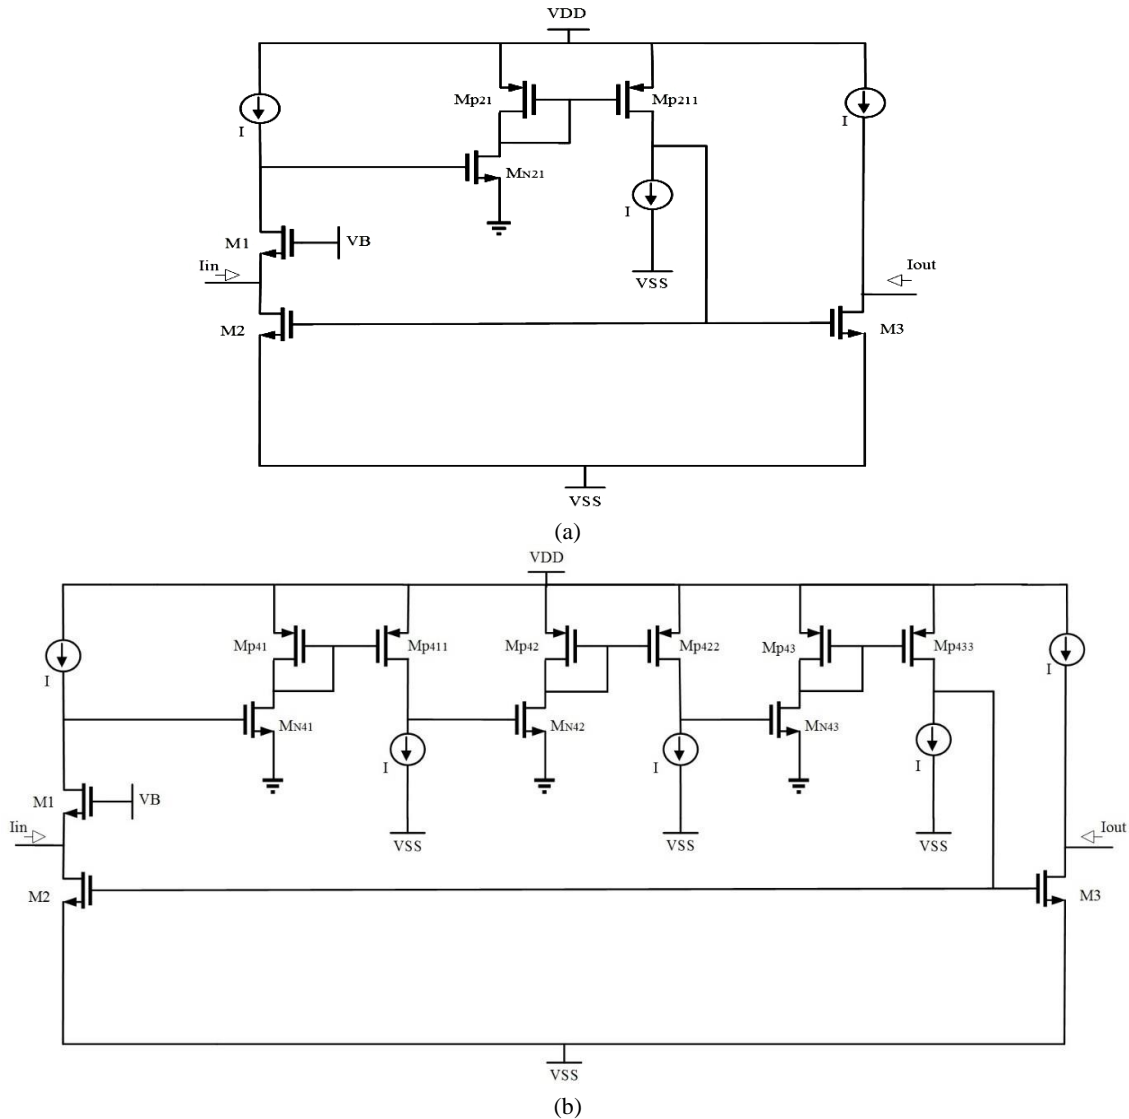 VDD
Mp21
Mp211
I
I
MN21
I
M1
VB
Iin
VSS
Iout
M2
M3
VSS
(a)
VDD
Mp41
Mp411
Mp42
Mp422
Mp43
Mp433
I
I
MN41
MN42
MN43
I
I
I
M1
VB
Iin
VSS
VSS
VSS
Iout
M2
M3
VSS
(b)